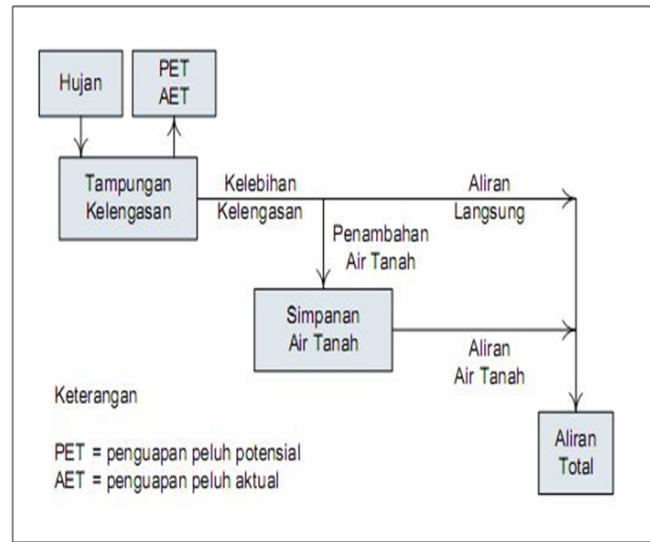 Hujan
PET
AET
Tampungan
Kelengasan
Kelebihan
Kelengasan
Aliran
Langsung
Penambahan
Air Tanah
Simpanan
Air Tanah
Aliran
Air Tanah
Keterangan
PET = penguapan peluh potensial
AET = penguapan peluh aktual
Aliran
Total